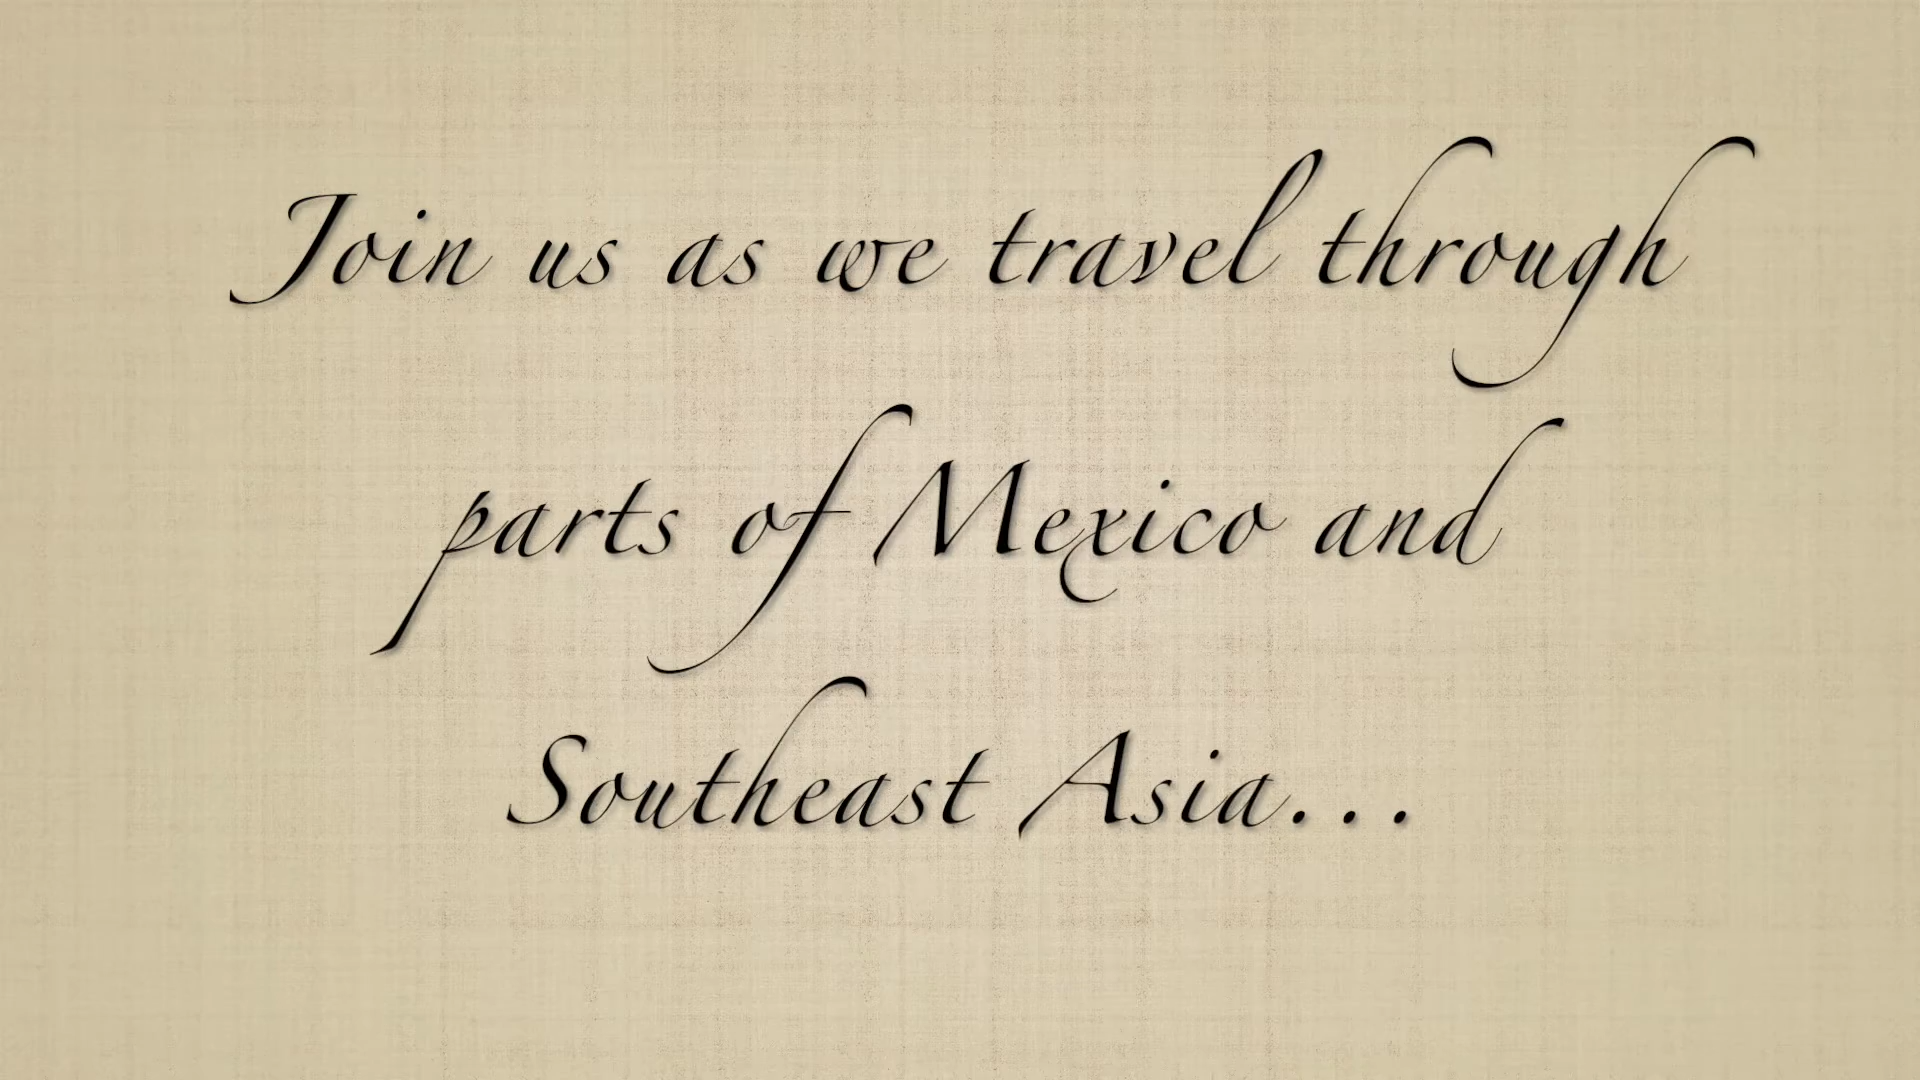 Join us as we travel through
parts of Mexico and
Southeast Asia...